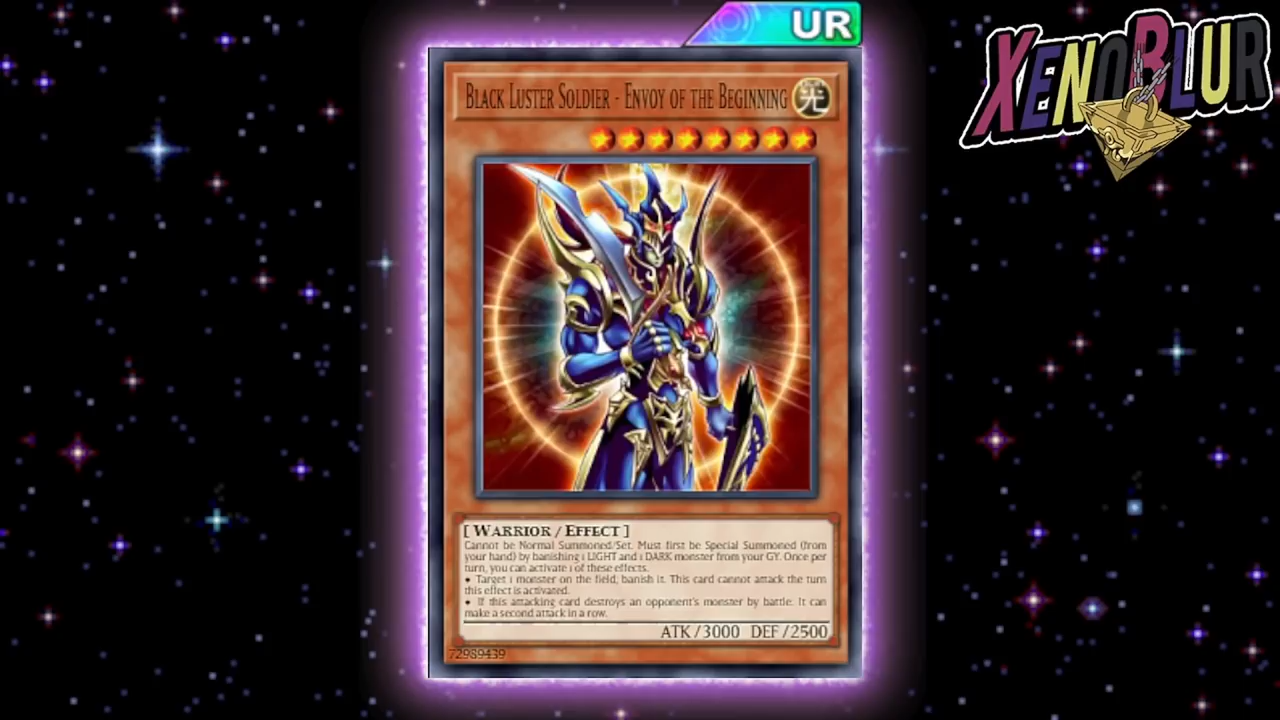 UR
XENOBLUR
BLACK LUSTER SOLDIER - ENVOY OF THE BEGINNING
光
[ WARRIOR / EFFECT ]
Cannot be Normal Summoned/Set. Must first be Special Summoned (from
your hand) by banishing 1 LIGHT and 1 DARK monster from your GY. Once per
turn, you can activate 1 of these effects.
• Target 1 monster on the field; banish it. This card cannot attack the turn
this effect is activated.
• If this attacking card destroys an opponent's monster by battle: It can
make a second attack in a row.
ATK/3000 DEF/2500
72989439